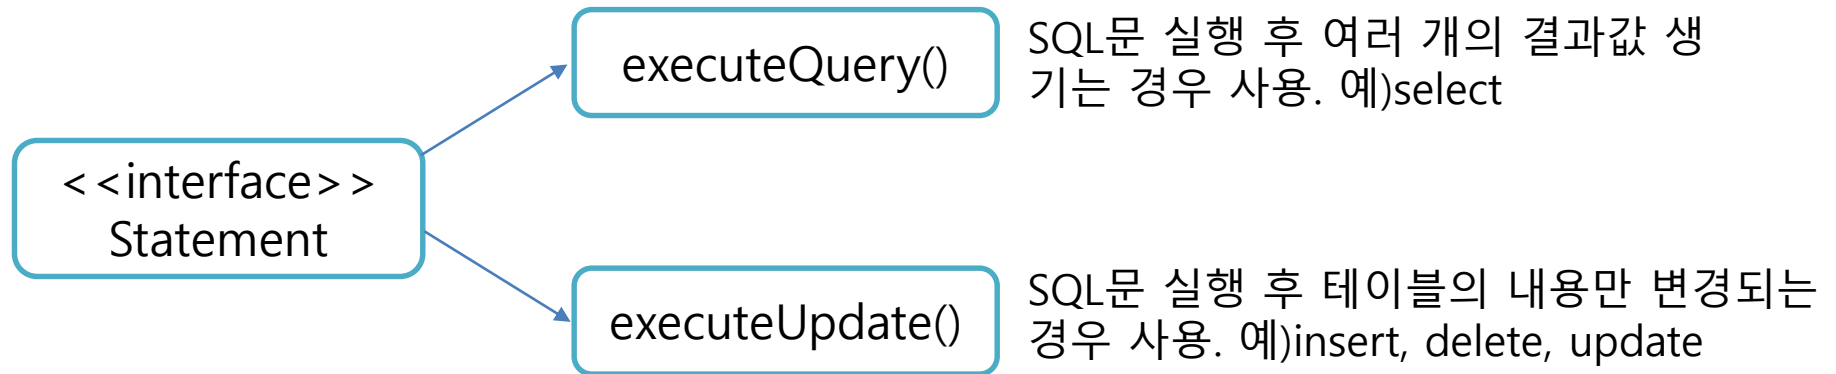 executeQuery()
SQL문 실행 후 여러 개의 결과값 생
기는 경우 사용. 예)select
<<interface>>
Statement
executeUpdate()
SQL문 실행 후 테이블의 내용만 변경되는
경우 사용. 예)insert, delete, update